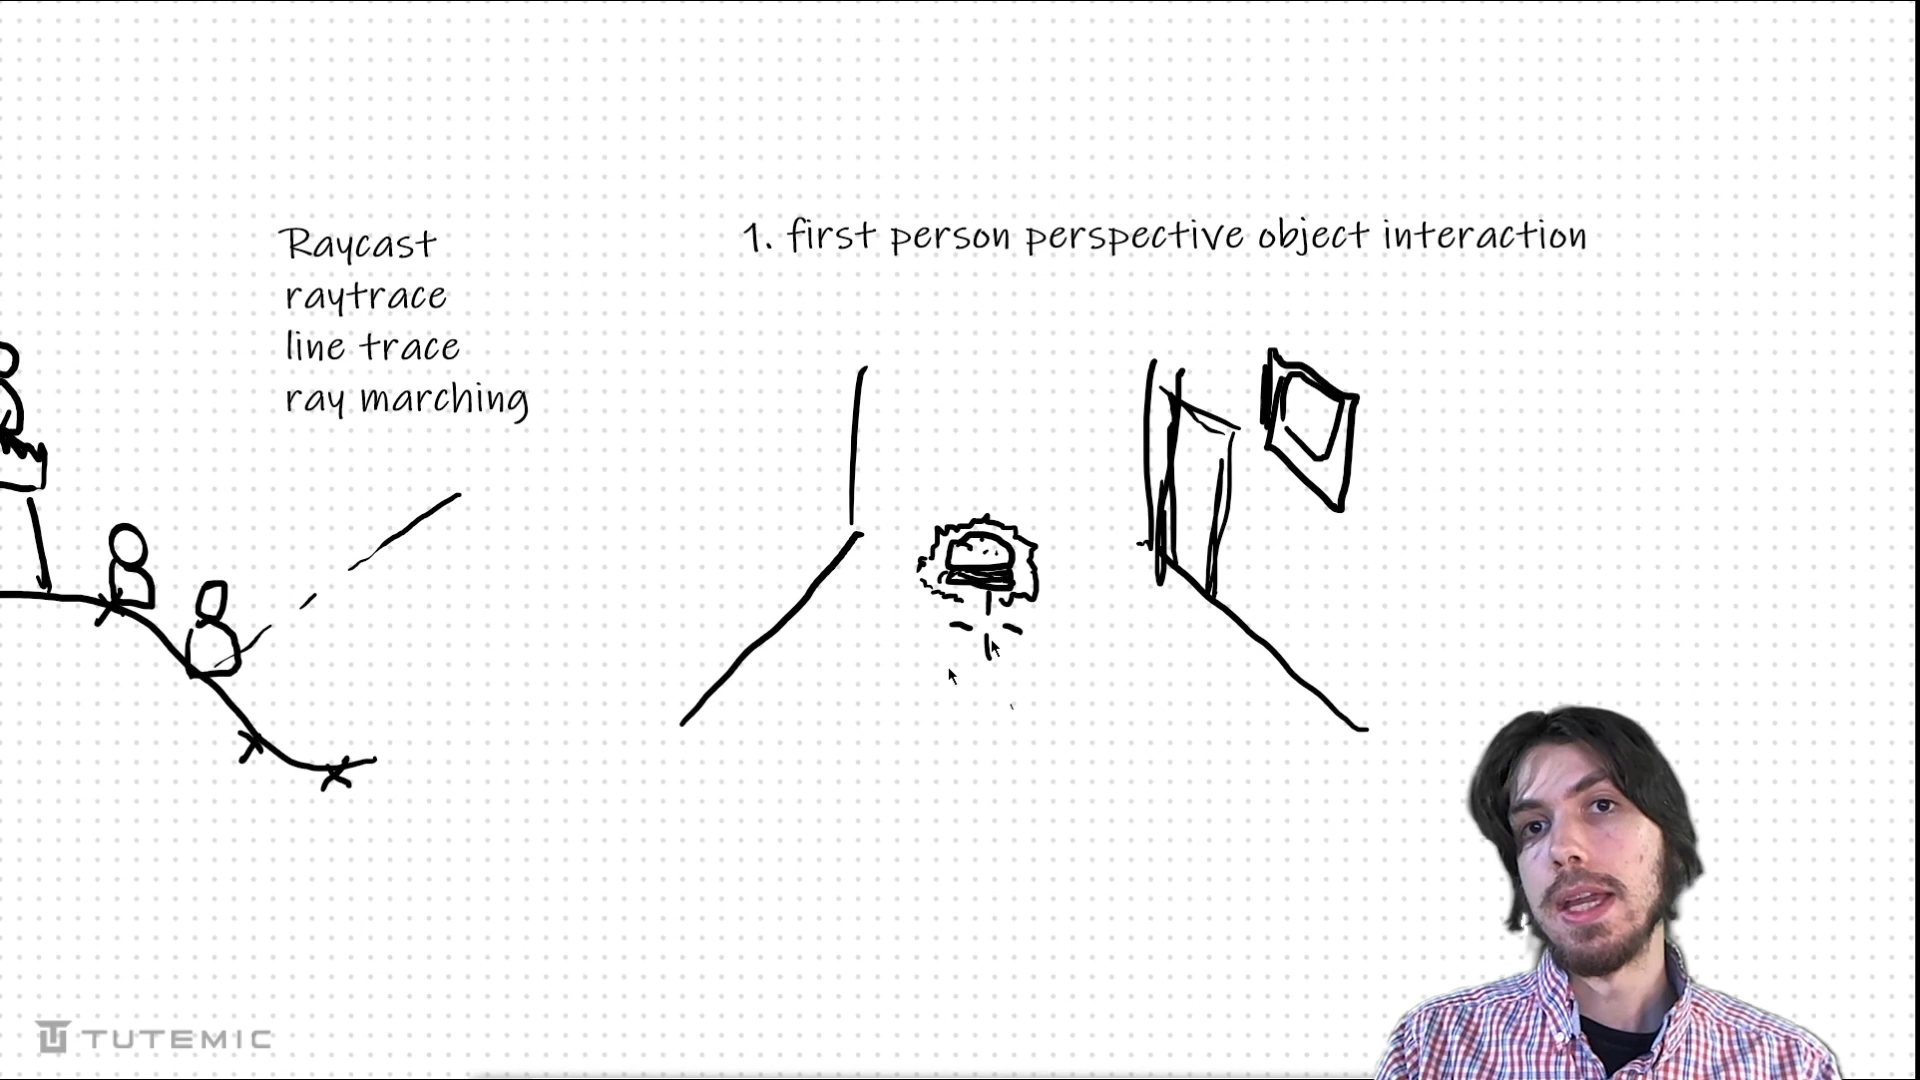 Raycast
raytrace
line trace
ray marching
1. first person perspective object interaction
TUTEMIC